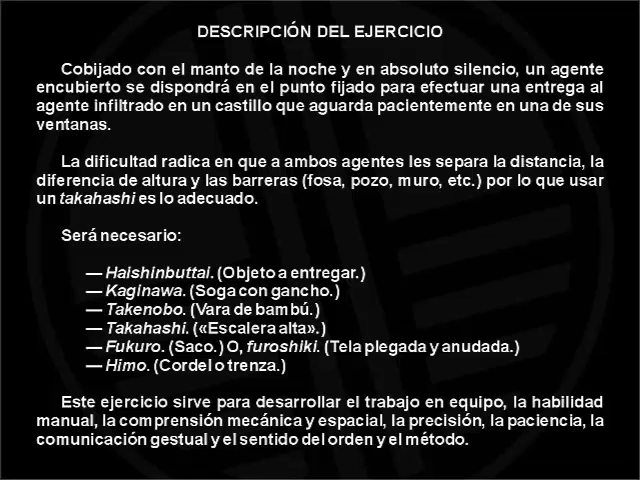 DESCRIPCIÓN DEL EJERCICIO
Cobijado con el manto de la noche y en absoluto silencio, un agente
encubierto se dispondrá en el punto fijado para efectuar una entrega al
agente infiltrado en un castillo que aguarda pacientemente en una de sus
ventanas.
La dificultad radica en que a ambos agentes les separa la distancia, la
diferencia de altura y las barreras (fosa, pozo, muro, etc.) por lo que usar
un takahashi es lo adecuado.
Será necesario:
— Haishinbuttai. (Objeto a entregar.)
— Kaginawa. (Soga con gancho.)
— Takenobo. (Vara de bambú.)
— Takahashi. («Escalera alta».)
— Fukuro. (Saco.) O, furoshiki. (Tela plegada y anudada.)
— Himo. (Cordel o trenza.)
Este ejercicio sirve para desarrollar el trabajo en equipo, la habilidad
manual, la comprensión mecánica y espacial, la precisión, la paciencia, la
comunicación gestual y el sentido del orden y el método.